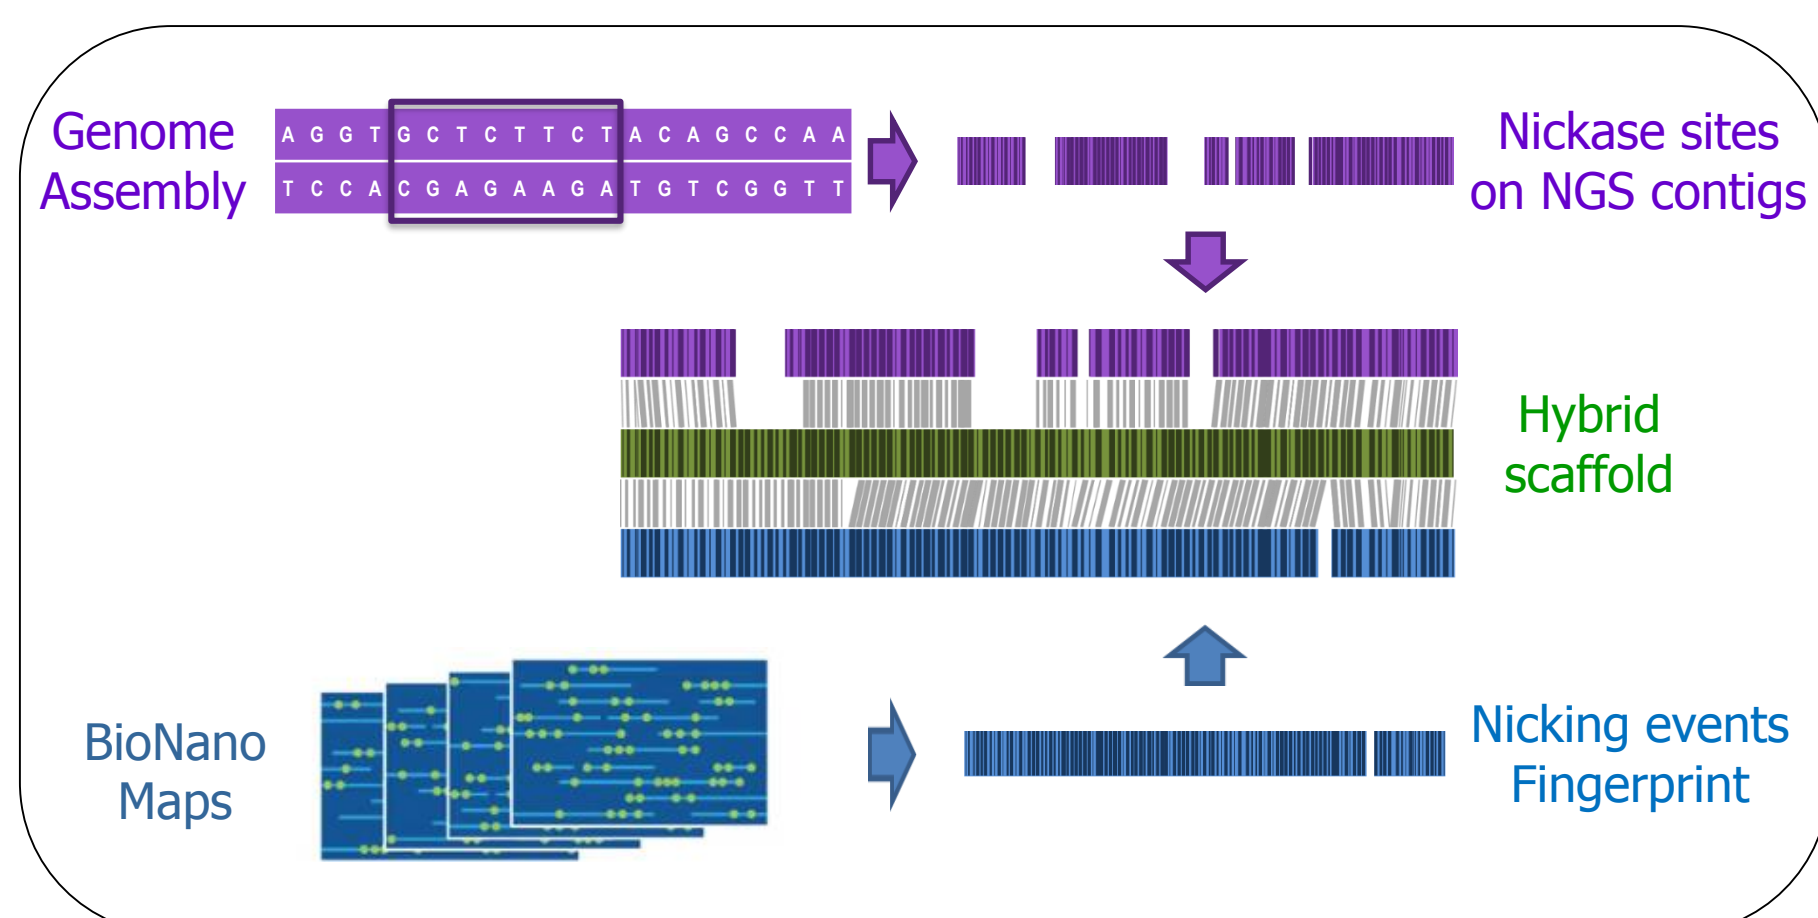 Genome
Assembly
A G G T G C T C T T C T A C A G C C A A
T C C A C G A G A A G A T G T C G G T T
Nickase sites
on NGS contigs
Hybrid
scaffold
BioNano
Maps
Nicking events
Fingerprint